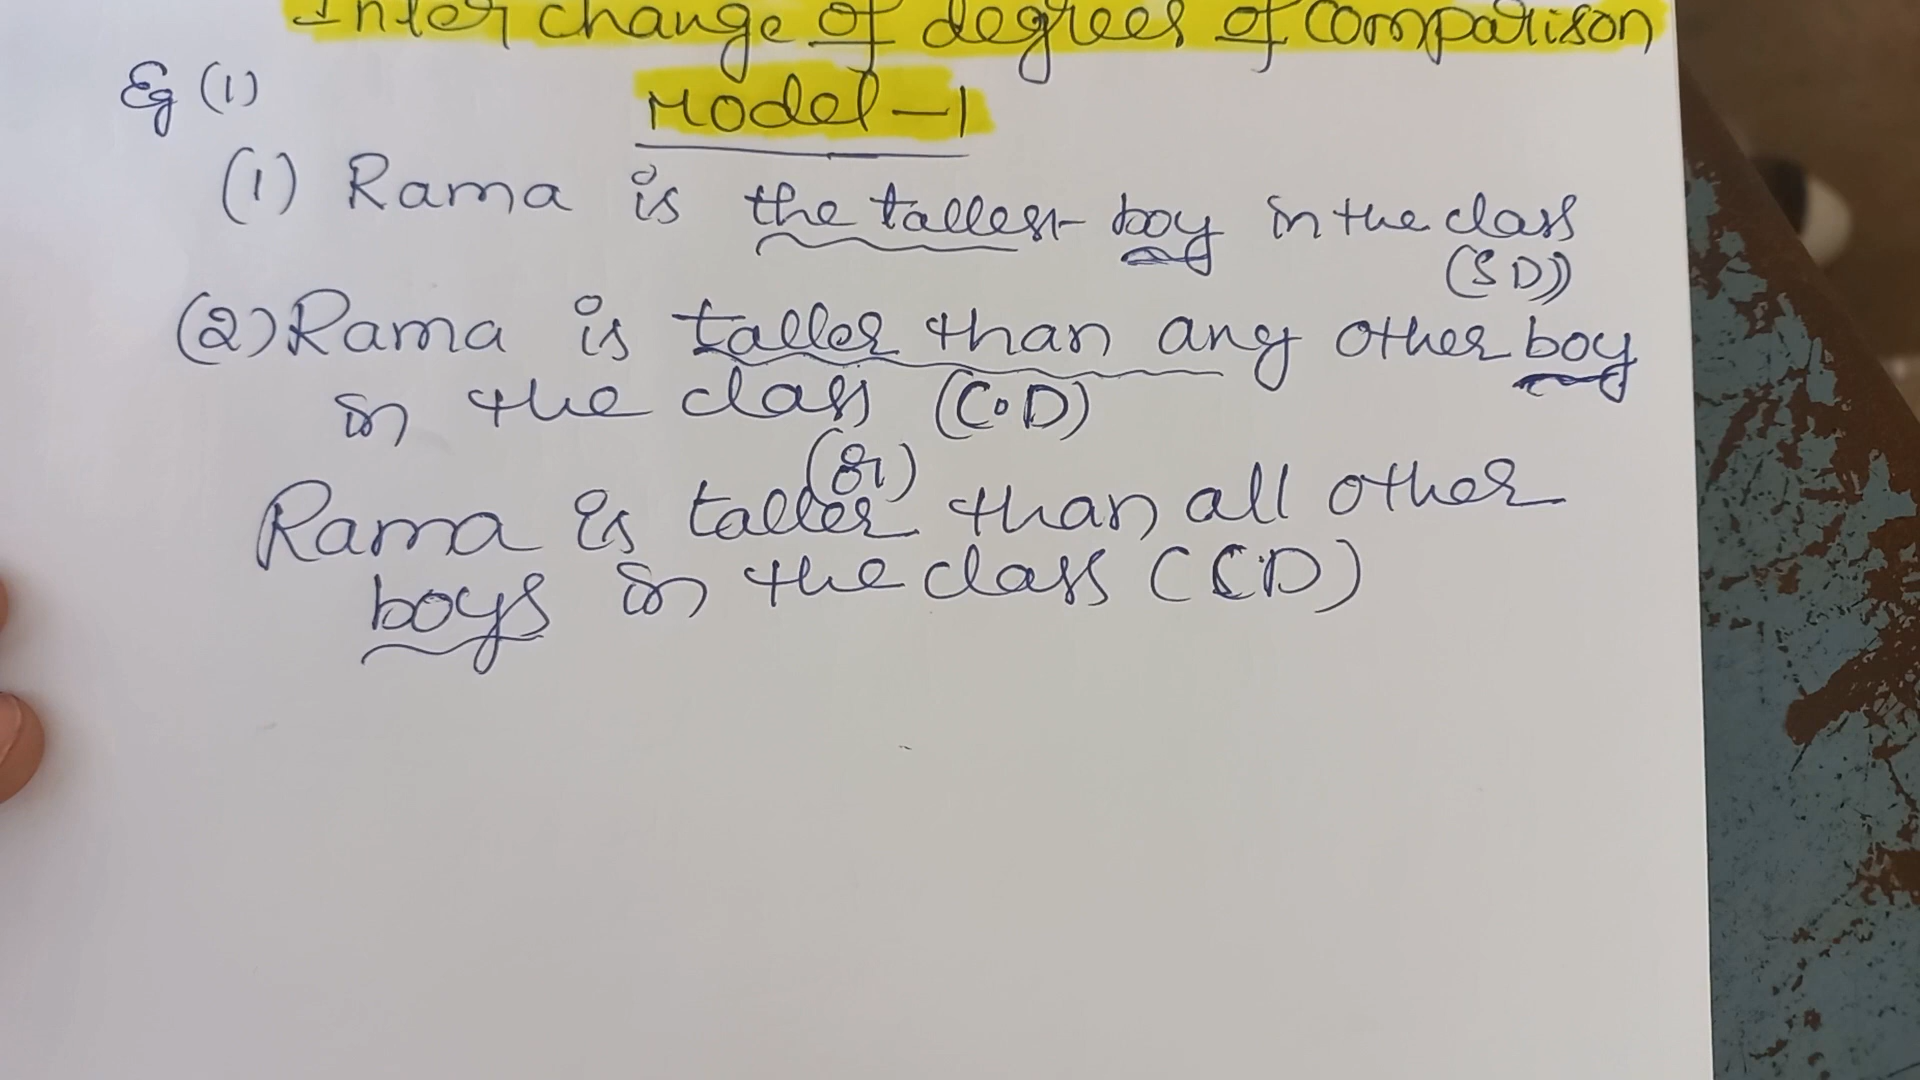 Inter change of degrees of comparison
Eg (1)
Model-1
(1) Rama is the tallest boy in the class
(SD)
(2) Rama is taller than any other boy
in the class (C.D)
(or)
Rama is taller than all other
boys in the class (CD)